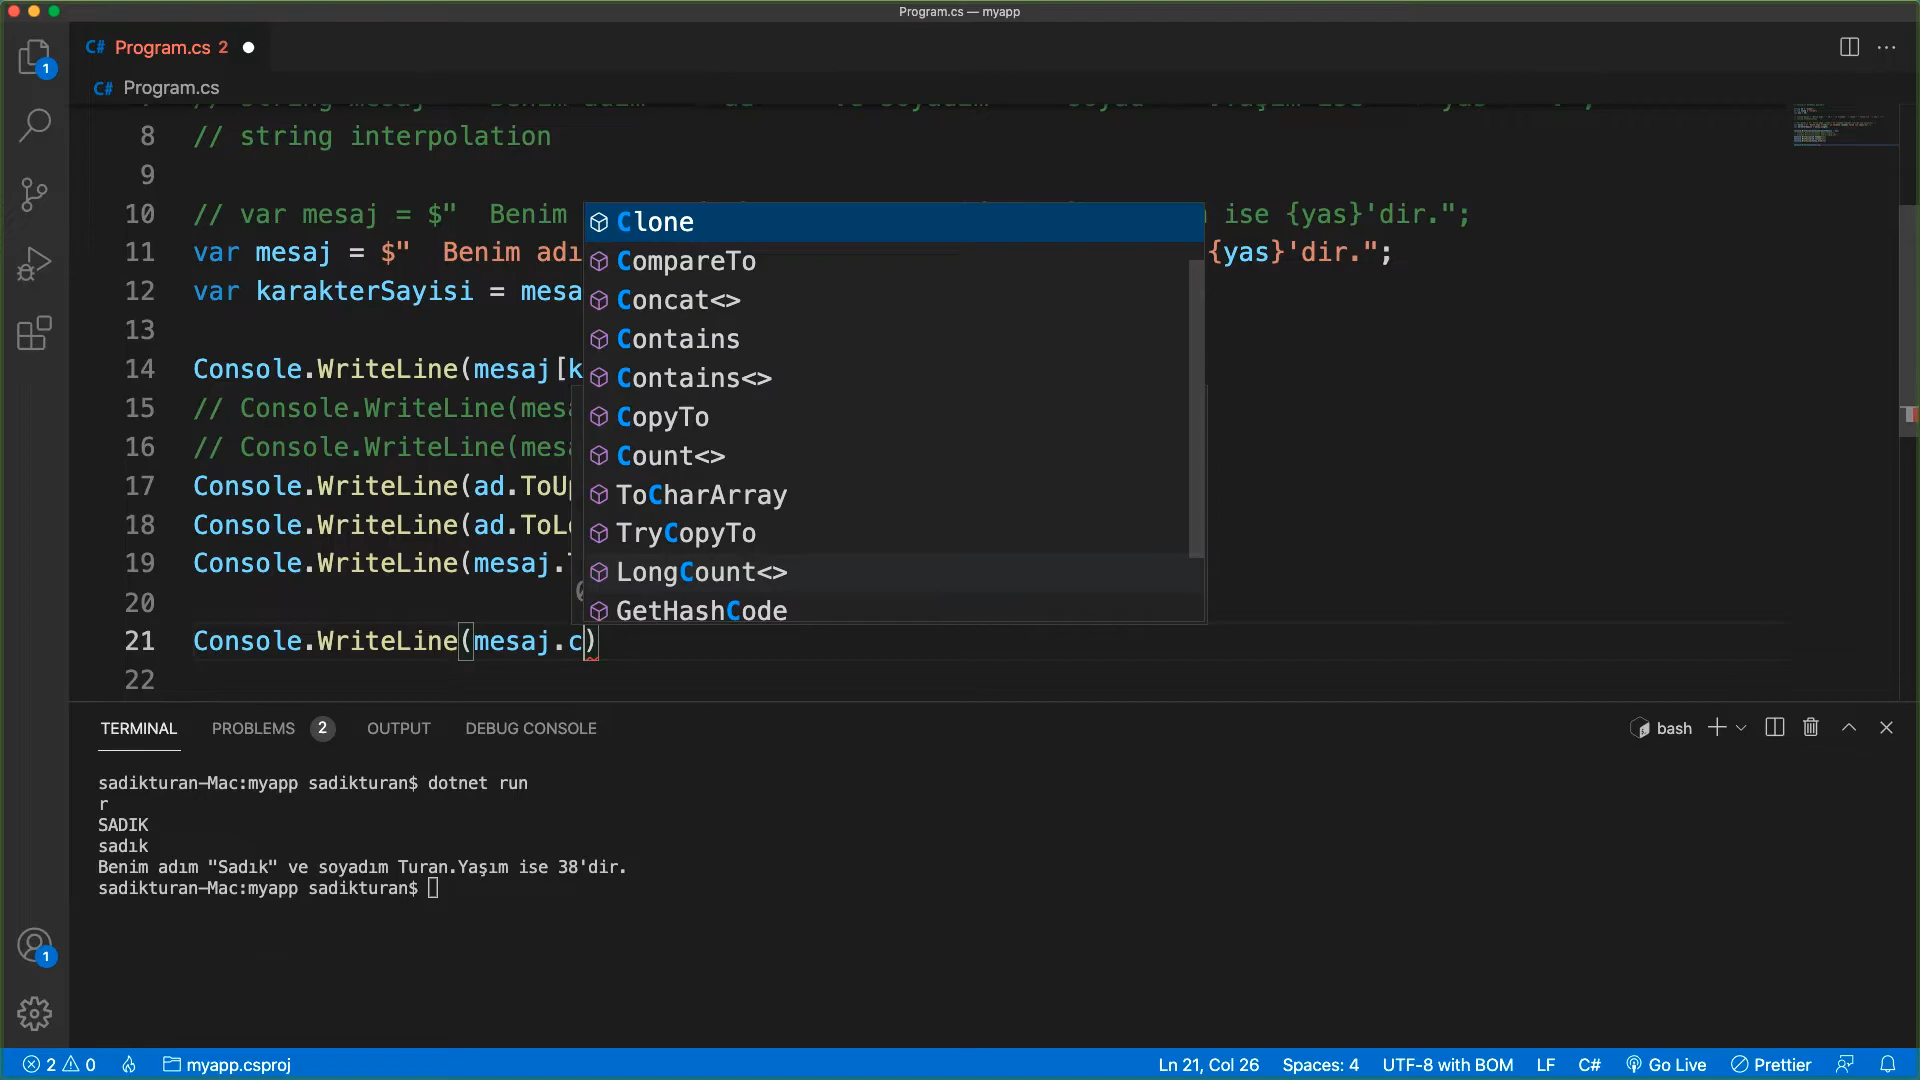 Program.cs — myapp
C# Program.cs 2
C# Program.cs
1
8 // string interpolation
9
10 // var mesaj = $"  Benim ise {yas}'dir.";
11 var mesaj = $"  Benim adı {yas}'dir.";
12 var karakterSayisi = mesa
13
14 Console.WriteLine(mesaj[k
15 // Console.WriteLine(mesa
16 // Console.WriteLine(mesa
17 Console.WriteLine(ad.ToUp
18 Console.WriteLine(ad.ToLo
19 Console.WriteLine(mesaj.T
20
21 Console.WriteLine(mesaj.c)
22
Clone
CompareTo
Concat<>
Contains
Contains<>
CopyTo
Count<>
ToCharArray
TryCopyTo
LongCount<>
GetHashCode
TERMINAL PROBLEMS 2 OUTPUT DEBUG CONSOLE bash
sadikturan-Mac:myapp sadikturan$ dotnet run
r
SADIK
sadık
Benim adım "Sadık" ve soyadım Turan.Yaşım ise 38'dir.
sadikturan-Mac:myapp sadikturan$
1
2 0 myapp.csproj Ln 21, Col 26 Spaces: 4 UTF-8 with BOM LF C# Go Live Prettier